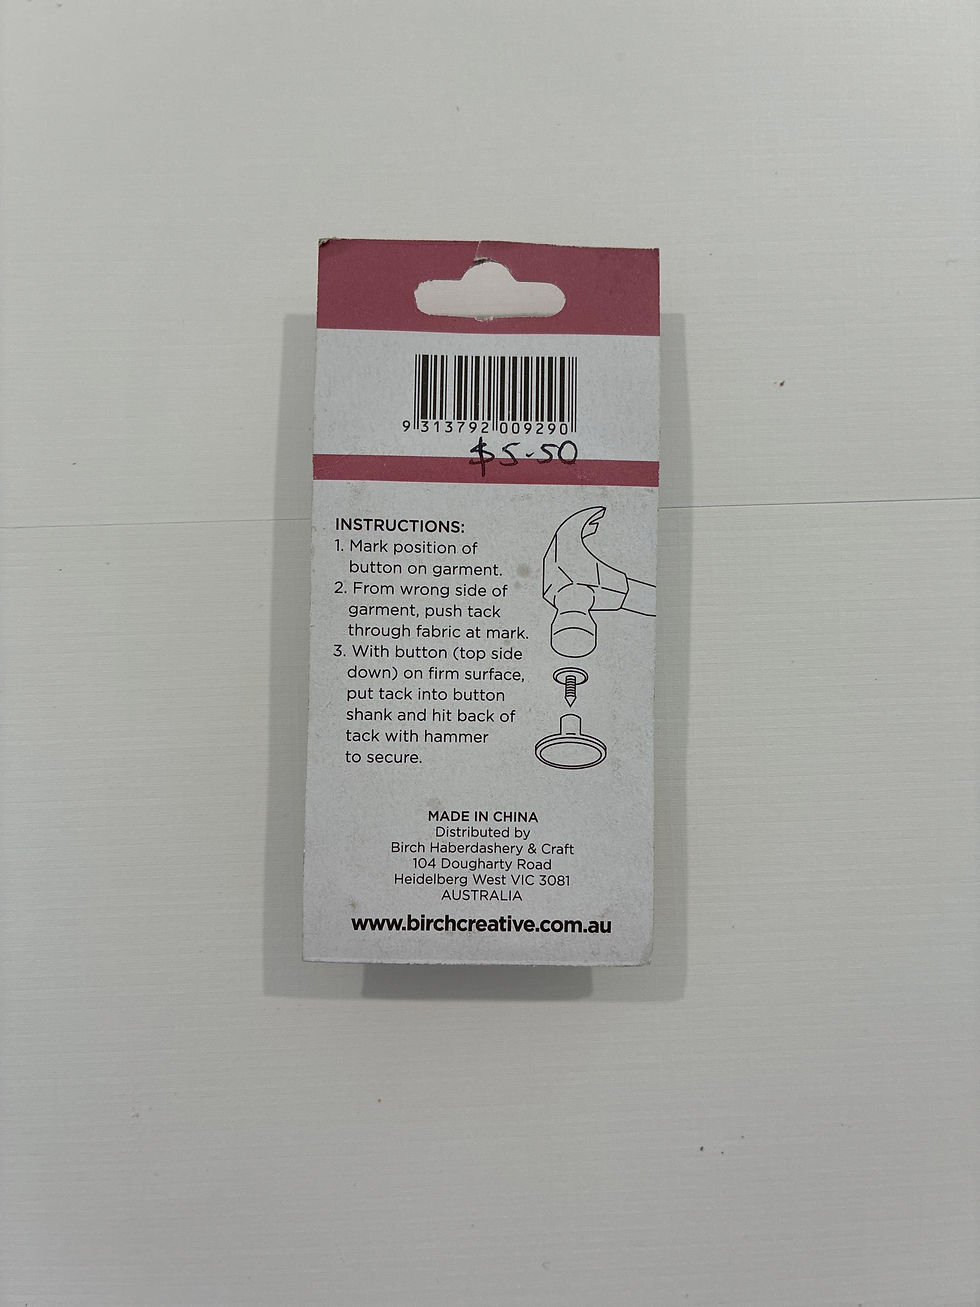 9 313792 009290
$5-50
INSTRUCTIONS:
1. Mark position of
button on garment.
2. From wrong side of
garment, push tack
through fabric at mark.
3. With button (top side
down) on firm surface,
put tack into button
shank and hit back of
tack with hammer
to secure.
MADE IN CHINA
Distributed by
Birch Haberdashery & Craft
104 Dougharty Road
Heidelberg West VIC 3081
AUSTRALIA
www.birchcreative.com.au